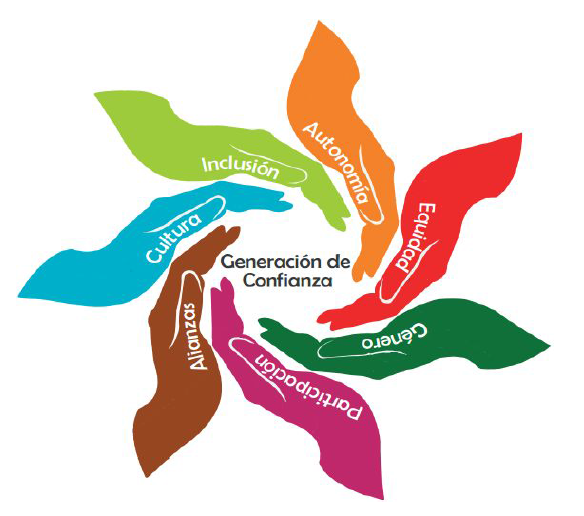 Autonomía
Equidad
Género
Participación
Alianzas
Cultura
Inclusión
Generación de
Confianza